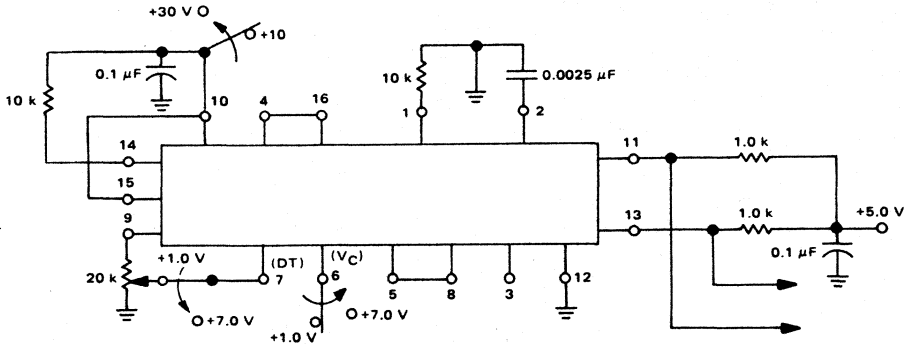 +30 V
+10
0.1 µF
10 k
10 k
0.0025 µF
10
4
16
1
2
14
11
1.0 k
15
9
13
1.0 k
+5.0 V
+1.0 V
(DT)
(VC)
0.1 µF
20 k
7
6
5
8
3
12
+7.0 V
+7.0 V
+1.0 V